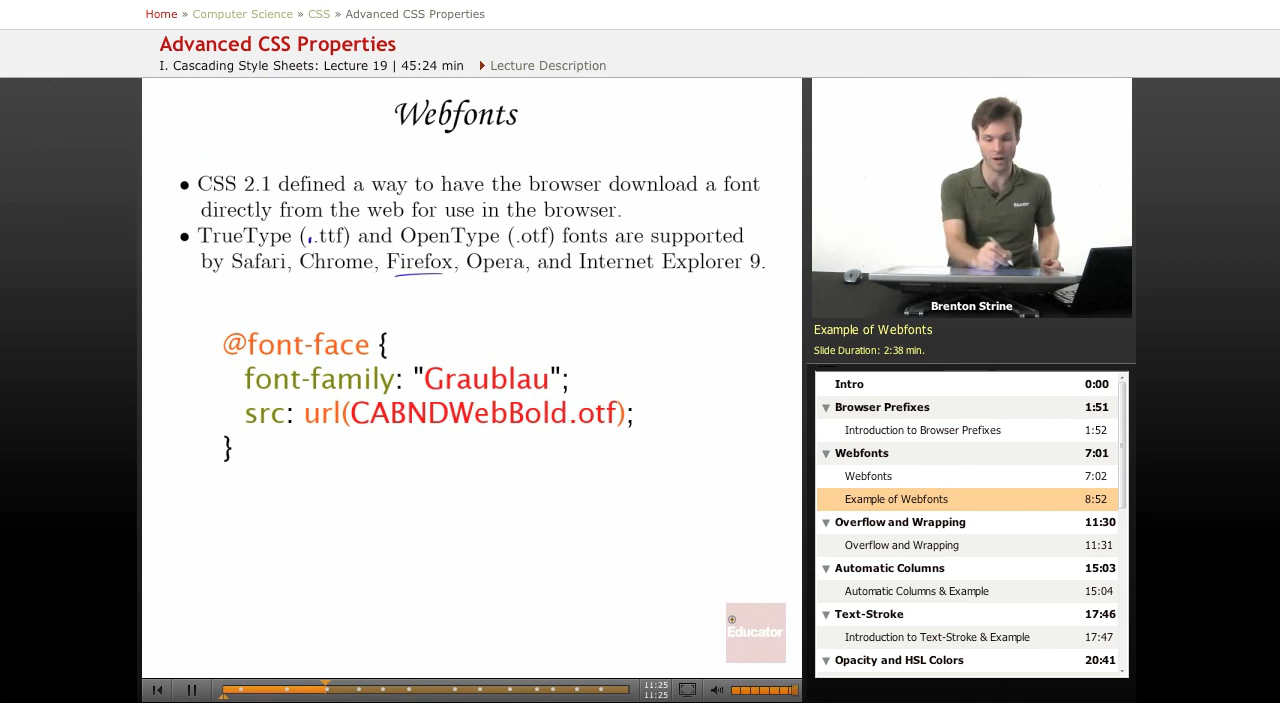 Home » Computer Science » CSS » Advanced CSS Properties
Advanced CSS Properties
I. Cascading Style Sheets: Lecture 19 | 45:24 min Lecture Description
Webfonts
• CSS 2.1 defined a way to have the browser download a font
directly from the web for use in the browser.
• TrueType (.ttf) and OpenType (.otf) fonts are supported
by Safari, Chrome, Firefox, Opera, and Internet Explorer 9.
@font-face {
font-family: "Graublau";
src: url(CABNDWebBold.otf);
}
Educator
11:25
11:25
Educator
Brenton Strine
Example of Webfonts
Slide Duration: 2:38 min.
Intro 0:00
Browser Prefixes 1:51
Introduction to Browser Prefixes 1:52
Webfonts 7:01
Webfonts 7:02
Example of Webfonts 8:52
Overflow and Wrapping 11:30
Overflow and Wrapping 11:31
Automatic Columns 15:03
Automatic Columns & Example 15:04
Text-Stroke 17:46
Introduction to Text-Stroke & Example 17:47
Opacity and HSL Colors 20:41